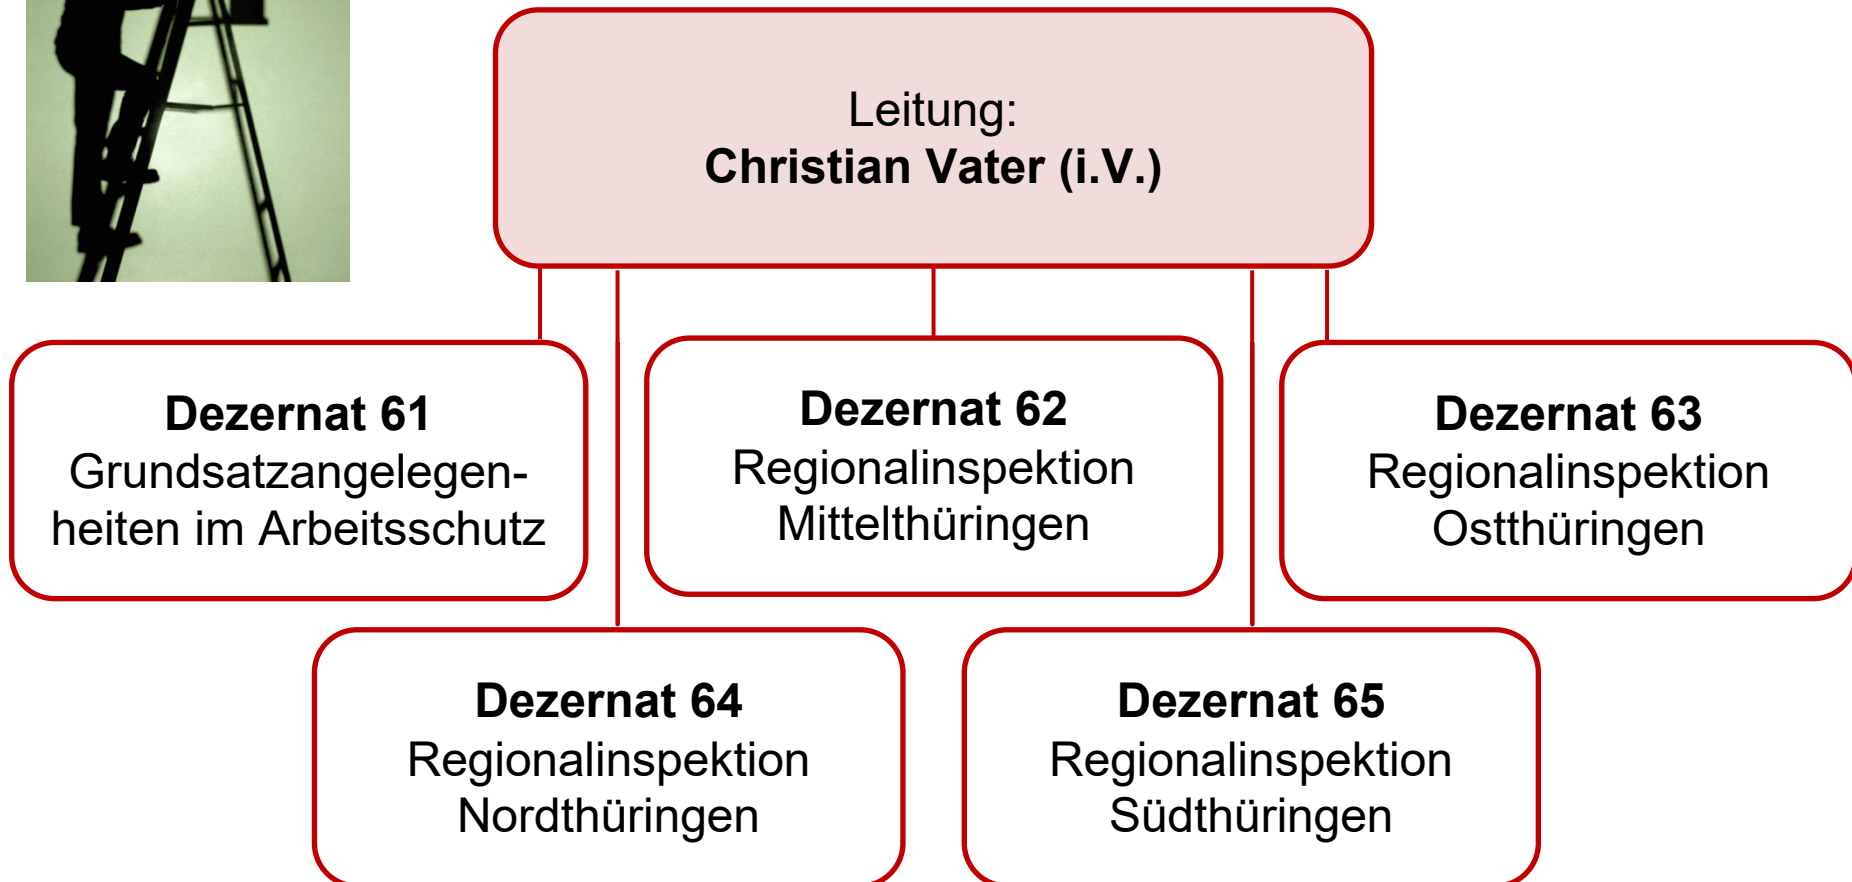 Leitung:
Christian Vater (i.V.)
Dezernat 61
Grundsatzangelegen-
heiten im Arbeitsschutz
Dezernat 62
Regionalinspektion
Mittelthüringen
Dezernat 63
Regionalinspektion
Ostthüringen
Dezernat 64
Regionalinspektion
Nordthüringen
Dezernat 65
Regionalinspektion
Südthüringen